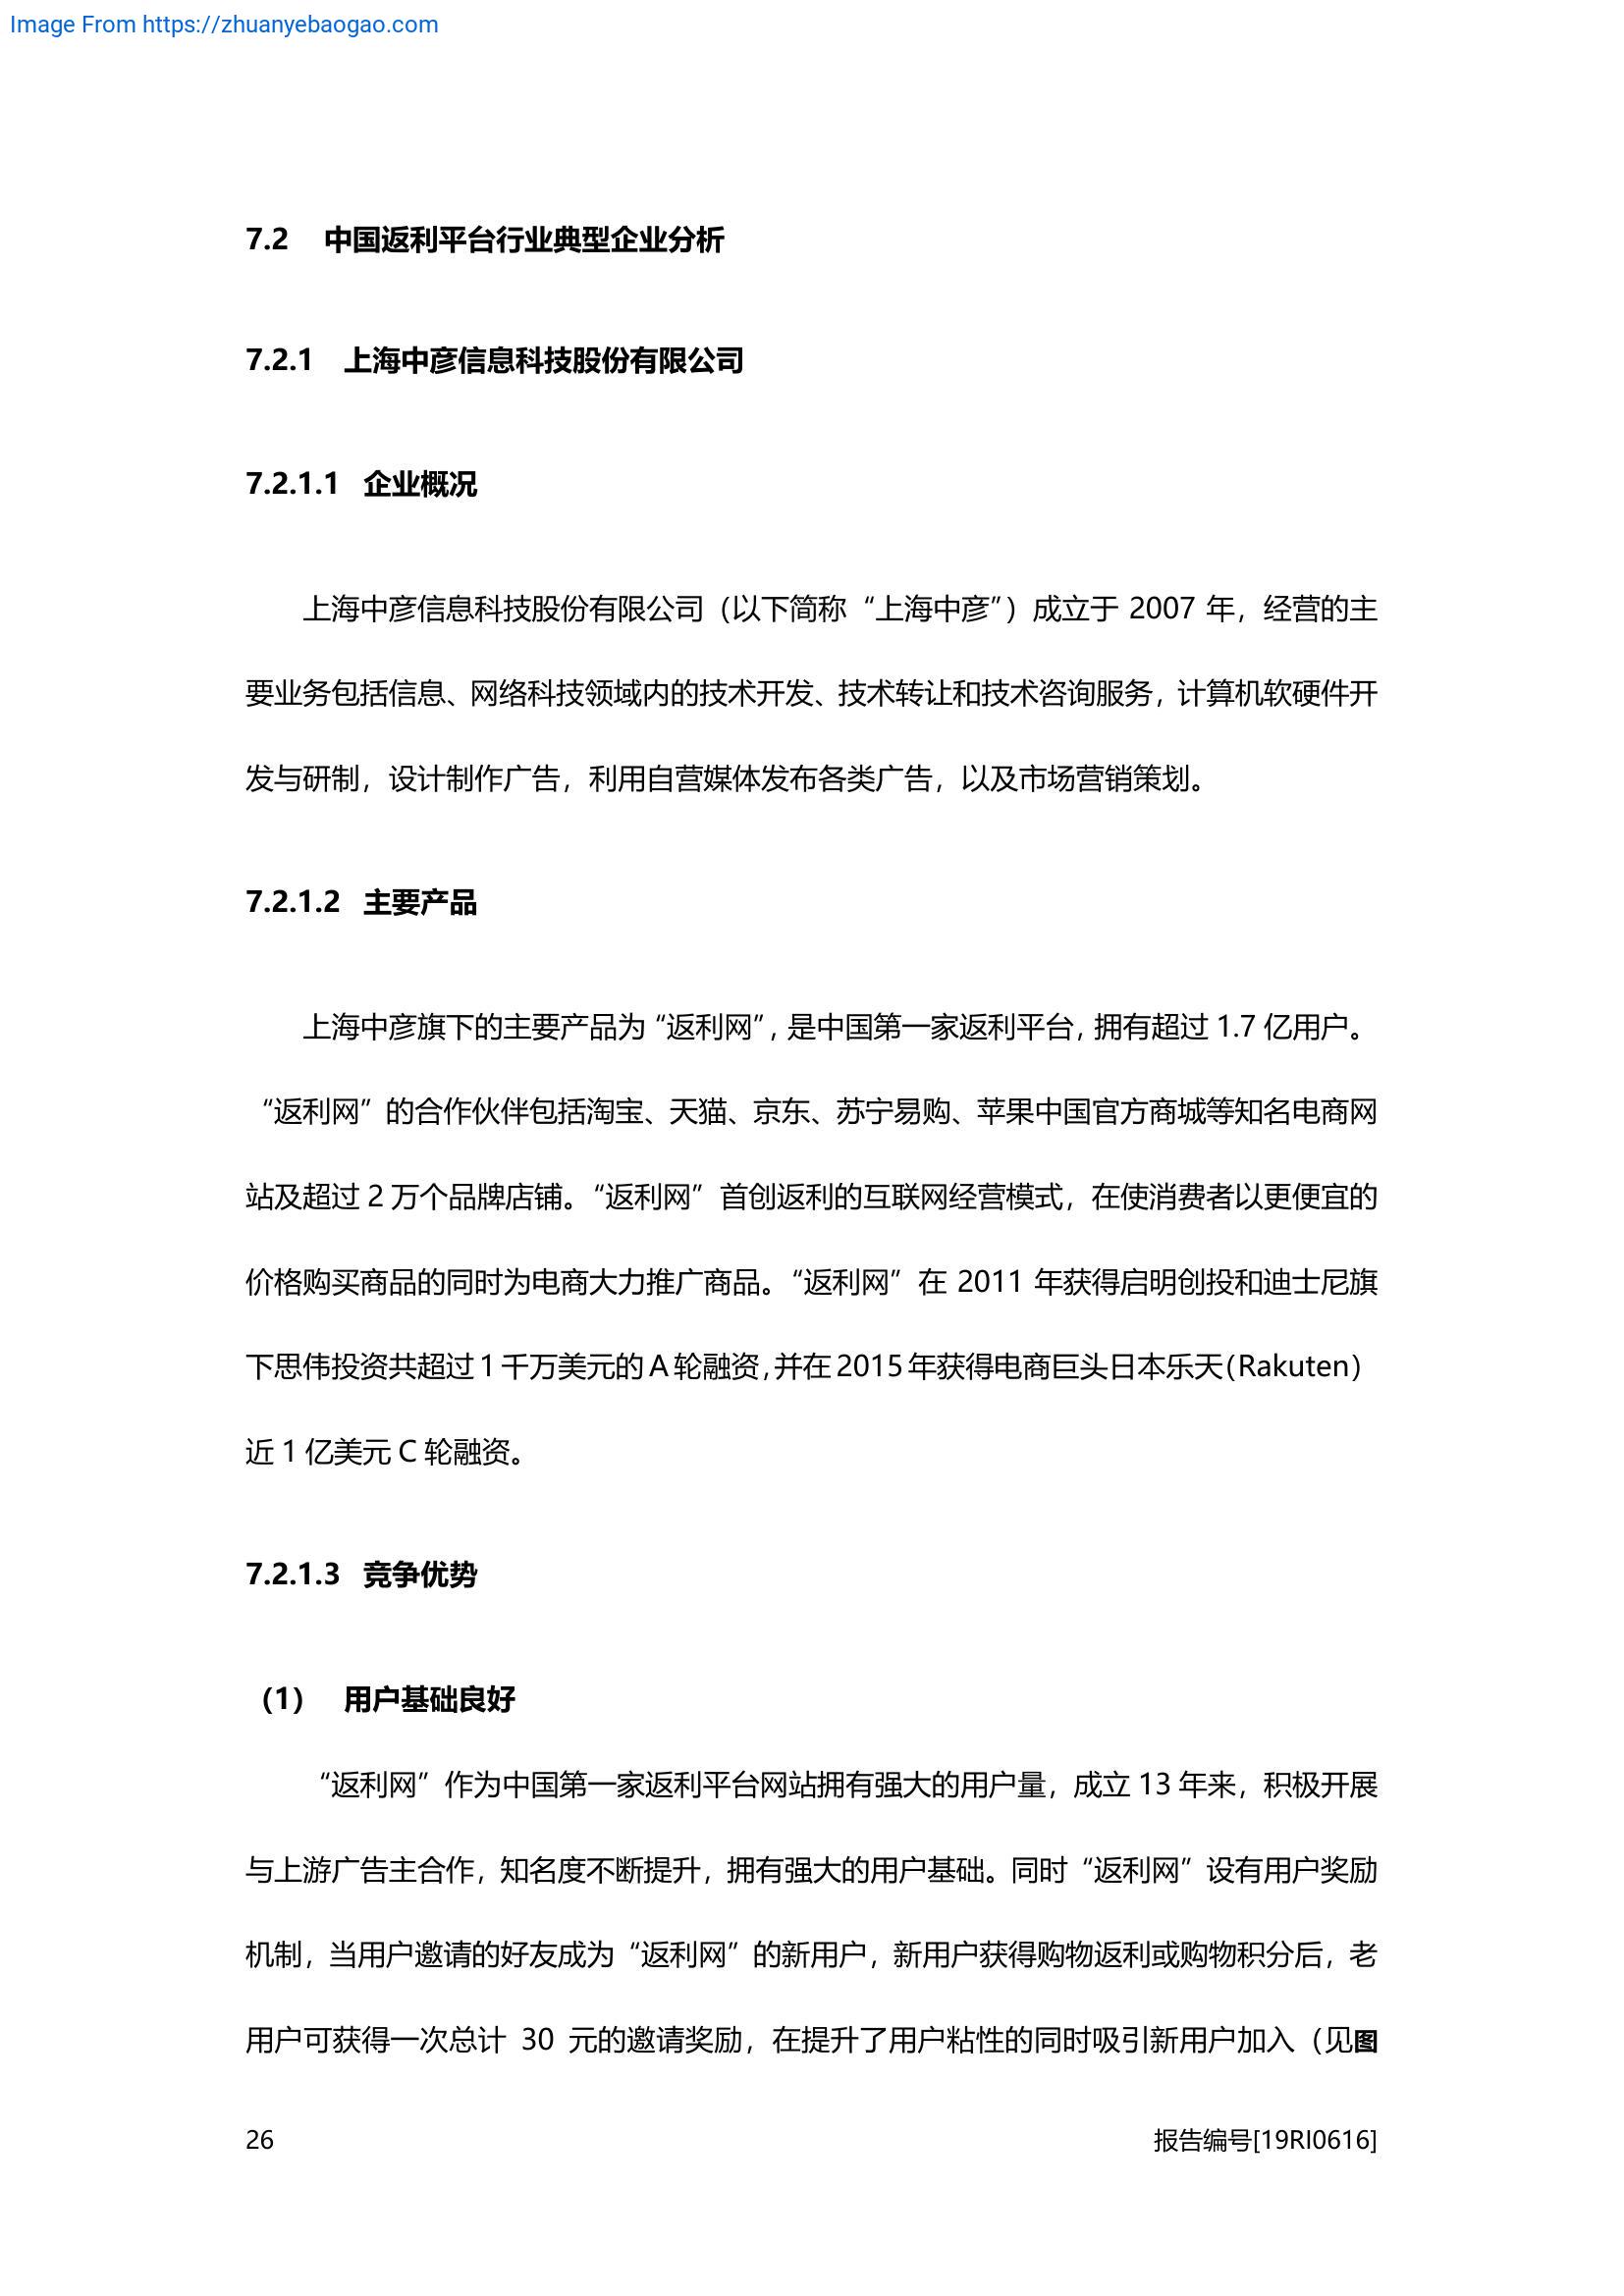 Image From https://zhuanyebaogao.com
7.2 中国返利平台行业典型企业分析
7.2.1 上海中彦信息科技股份有限公司
7.2.1.1 企业概况
上海中彦信息科技股份有限公司（以下简称“上海中彦”）成立于 2007 年，经营的主
要业务包括信息、网络科技领域内的技术开发、技术转让和技术咨询服务，计算机软硬件开
发与研制，设计制作广告，利用自营媒体发布各类广告，以及市场营销策划。
7.2.1.2 主要产品
上海中彦旗下的主要产品为“返利网”，是中国第一家返利平台，拥有超过 1.7 亿用户。
“返利网”的合作伙伴包括淘宝、天猫、京东、苏宁易购、苹果中国官方商城等知名电商网
站及超过 2 万个品牌店铺。“返利网”首创返利的互联网经营模式，在使消费者以更便宜的
价格购买商品的同时为电商大力推广商品。“返利网”在 2011 年获得启明创投和迪士尼旗
下思伟投资共超过 1 千万美元的 A 轮融资，并在 2015 年获得电商巨头日本乐天（Rakuten）
近 1 亿美元 C 轮融资。
7.2.1.3 竞争优势
（1） 用户基础良好
“返利网”作为中国第一家返利平台网站拥有强大的用户量，成立 13 年来，积极开展
与上游广告主合作，知名度不断提升，拥有强大的用户基础。同时“返利网”设有用户奖励
机制，当用户邀请的好友成为“返利网”的新用户，新用户获得购物返利或购物积分后，老
用户可获得一次总计 30 元的邀请奖励，在提升了用户粘性的同时吸引新用户加入（见图
26 报告编号[19RI0616]